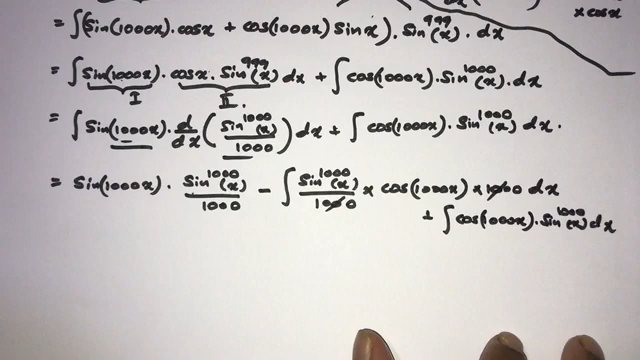 × cosx
= ∫(Sin(1000x).cosx + cos(1000x) Sinx). Sin^999(x). dx
= ∫ Sin(1000x). cosx. Sin^999(x) dx + ∫ cos(1000x). Sin^1000(x). dx
I II
= ∫ Sin(1000x). d/dx (Sin^1000(x)/1000) dx + ∫ cos(1000x). Sin^1000(x) dx.
= Sin(1000x). Sin^1000(x)/1000 - ∫ Sin^1000(x)/1000 × cos(1000x) × 1000 dx
+ ∫ cos(1000x). Sin^1000(x) dx